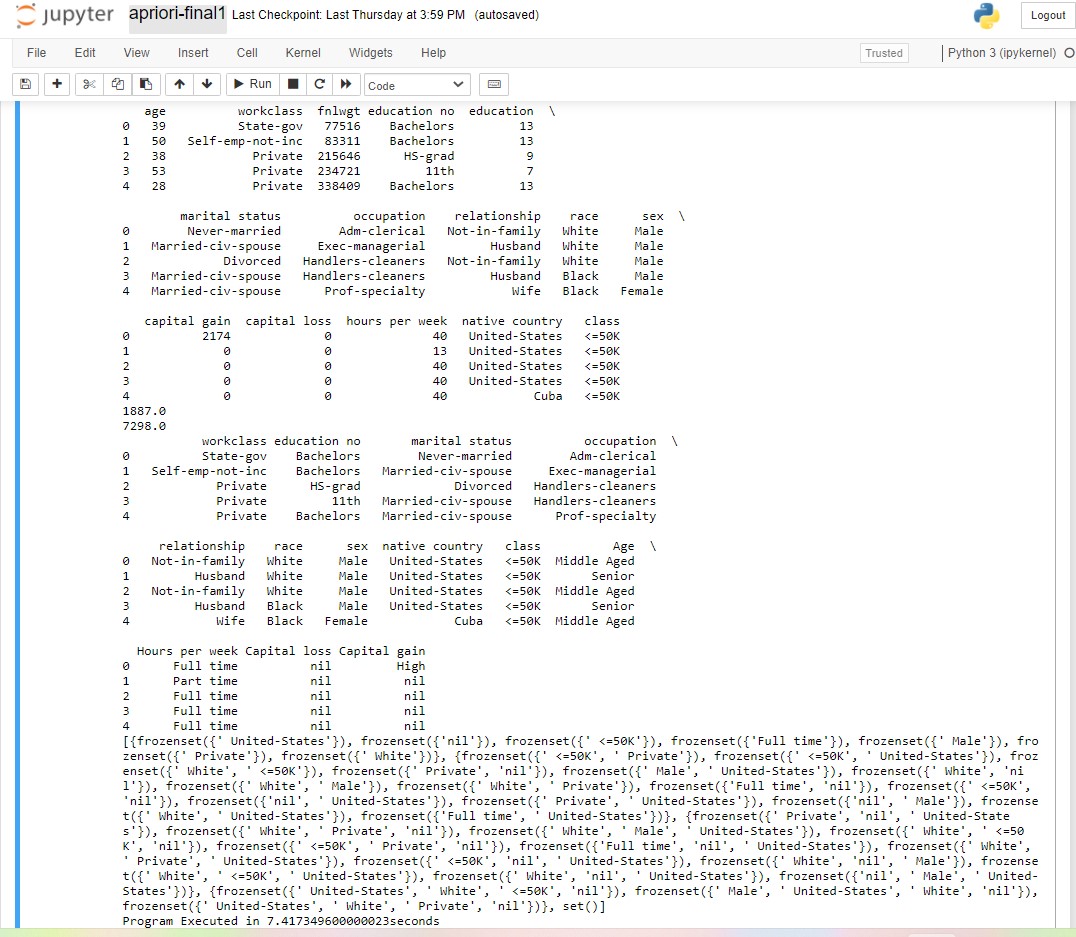 jupyter apriori-final1 Last Checkpoint: Last Thursday at 3:59 PM (autosaved) Logout
File Edit View Insert Cell Kernel Widgets Help Trusted Python 3 (ipykernel)
Run Code
age workclass fnlwgt education no education \
0 39 State-gov 77516 Bachelors 13
1 50 Self-emp-not-inc 83311 Bachelors 13
2 38 Private 215646 HS-grad 9
3 53 Private 234721 11th 7
4 28 Private 338409 Bachelors 13
marital status occupation relationship race sex \
0 Never-married Adm-clerical Not-in-family White Male
1 Married-civ-spouse Exec-managerial Husband White Male
2 Divorced Handlers-cleaners Not-in-family White Male
3 Married-civ-spouse Handlers-cleaners Husband Black Male
4 Married-civ-spouse Prof-specialty Wife Black Female
capital gain capital loss hours per week native country class
0 2174 0 40 United-States <=50K
1 0 0 13 United-States <=50K
2 0 0 40 United-States <=50K
3 0 0 40 United-States <=50K
4 0 0 40 Cuba <=50K
1887.0
7298.0
workclass education no marital status occupation \
0 State-gov Bachelors Never-married Adm-clerical
1 Self-emp-not-inc Bachelors Married-civ-spouse Exec-managerial
2 Private HS-grad Divorced Handlers-cleaners
3 Private 11th Married-civ-spouse Handlers-cleaners
4 Private Bachelors Married-civ-spouse Prof-specialty
relationship race sex native country class Age \
0 Not-in-family White Male United-States <=50K Middle Aged
1 Husband White Male United-States <=50K Senior
2 Not-in-family White Male United-States <=50K Middle Aged
3 Husband Black Male United-States <=50K Senior
4 Wife Black Female Cuba <=50K Middle Aged
Hours per week Capital loss Capital gain
0 Full time nil High
1 Part time nil nil
2 Full time nil nil
3 Full time nil nil
4 Full time nil nil
[{frozenset({' United-States'}), frozenset({'nil'}), frozenset({' <=50K'}), frozenset({'Full time'}), frozenset({' Male'}), fro
zenset({' Private'}), frozenset({' White'})}, {frozenset({' <=50K', ' Private'}), frozenset({' <=50K', ' United-States'}), froz
enset({' White', ' <=50K'}), frozenset({' Private', 'nil'}), frozenset({' Male', ' United-States'}), frozenset({' White', 'ni
l'}), frozenset({' White', ' Male'}), frozenset({' White', ' Private'}), frozenset({'Full time', 'nil'}), frozenset({' <=50K',
'nil'}), frozenset({'nil', ' United-States'}), frozenset({' Private', ' United-States'}), frozenset({'nil', ' Male'}), frozense
t({' White', ' United-States'}), frozenset({'Full time', ' United-States'})}, {frozenset({' Private', 'nil', ' United-State
s'}), frozenset({' White', ' Private', 'nil'}), frozenset({' White', ' Male', ' United-States'}), frozenset({' White', ' <=50
K', 'nil'}), frozenset({' <=50K', ' Private', 'nil'}), frozenset({'Full time', 'nil', ' United-States'}), frozenset({' White',
' Private', ' United-States'}), frozenset({' <=50K', 'nil', ' United-States'}), frozenset({' White', 'nil', ' Male'}), frozense
t({' White', ' <=50K', ' United-States'}), frozenset({' White', 'nil', ' United-States'}), frozenset({'nil', ' Male', ' United-
States'})}, {frozenset({' United-States', ' White', ' <=50K', 'nil'}), frozenset({' Male', ' United-States', ' White', 'nil'}),
frozenset({' United-States', ' White', ' Private', 'nil'})}, set()]
Program Executed in 7.417349600000023seconds